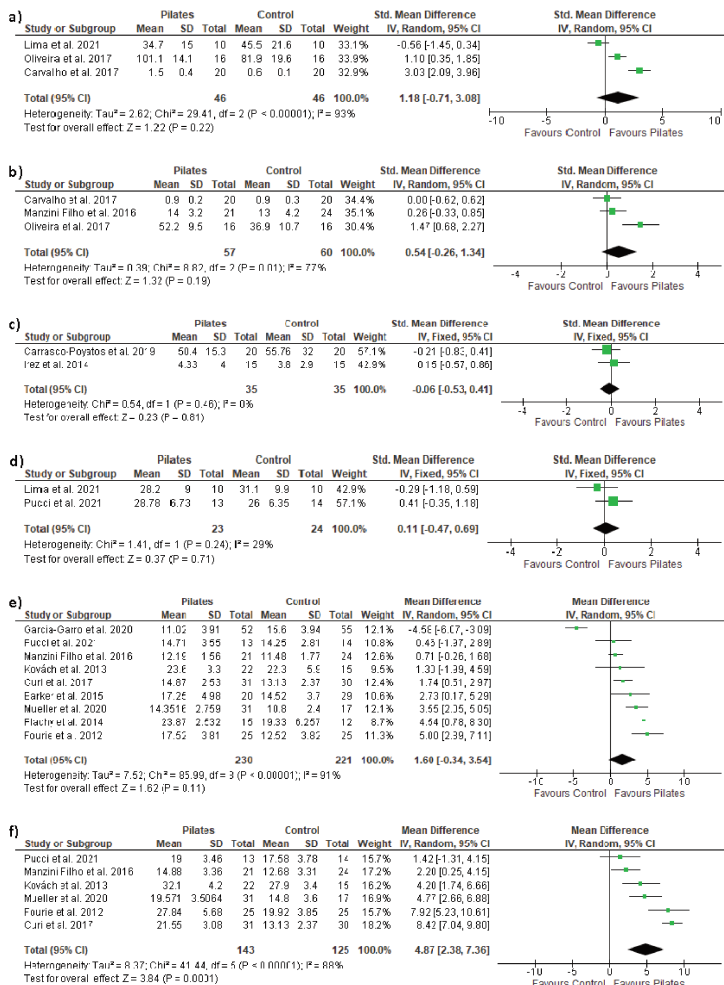 a)
Pilates Control Std. Mean Difference Std. Mean Difference
Study or Subgroup Mean SD Total Mean SD Total Weight IV, Random, 95% CI IV, Random, 95% CI
Lima et al. 2021 34.7 15 10 45.5 21.6 10 33.1% -0.56 [-1.45, 0.34]
Oliveira et al. 2017 101.1 14.1 16 81.9 19.6 16 33.9% 1.10 [0.35, 1.85]
Carvalho et al. 2017 1.5 0.4 20 0.6 0.1 20 32.9% 3.03 [2.09, 3.96]
Total (95% CI) 46 46 100.0% 1.18 [-0.71, 3.08]
Heterogeneity: Tau² = 2.62; Chi² = 29.41, df = 2 (P < 0.00001); I² = 93%
Test for overall effect: Z = 1.22 (P = 0.22)
-10 -5 0 5 10
Favours Control Favours Pilates
b)
Pilates Control Std. Mean Difference Std. Mean Difference
Study or Subgroup Mean SD Total Mean SD Total Weight IV, Random, 95% CI IV, Random, 95% CI
Carvalho et al. 2017 0.9 0.2 20 0.9 0.3 20 34.4% 0.00 [-0.62, 0.62]
Manzini Filho et al. 2016 14 3.2 21 13 4.2 24 35.1% 0.26 [-0.33, 0.85]
Oliveira et al. 2017 52.2 9.5 16 36.9 10.7 16 30.4% 1.47 [0.68, 2.27]
Total (95% CI) 57 60 100.0% 0.54 [-0.26, 1.34]
Heterogeneity: Tau² = 0.39; Chi² = 8.82, df = 2 (P = 0.01); I² = 77%
Test for overall effect: Z = 1.32 (P = 0.19)
-4 -2 0 2 4
Favours Control Favours Pilates
c)
Pilates Control Std. Mean Difference Std. Mean Difference
Study or Subgroup Mean SD Total Mean SD Total Weight IV, Fixed, 95% CI IV, Fixed, 95% CI
Carrasco-Poyatos et al. 2019 50.4 15.3 20 55.76 32 20 57.1% -0.21 [-0.83, 0.41]
Irez et al. 2014 4.33 4 15 3.8 2.9 15 42.9% 0.15 [-0.57, 0.86]
Total (95% CI) 35 35 100.0% -0.06 [-0.53, 0.41]
Heterogeneity: Chi² = 0.54, df = 1 (P = 0.46); I² = 0%
Test for overall effect: Z = 0.23 (P = 0.81)
-4 -2 0 2 4
Favours Control Favours Pilates
d)
Pilates Control Std. Mean Difference Std. Mean Difference
Study or Subgroup Mean SD Total Mean SD Total Weight IV, Fixed, 95% CI IV, Fixed, 95% CI
Lima et al. 2021 28.2 9 10 31.1 9.9 10 42.9% -0.29 [-1.18, 0.59]
Pucci et al. 2021 28.78 6.73 13 26 6.35 14 57.1% 0.41 [-0.35, 1.18]
Total (95% CI) 23 24 100.0% 0.11 [-0.47, 0.69]
Heterogeneity: Chi² = 1.41, df = 1 (P = 0.24); I² = 29%
Test for overall effect: Z = 0.37 (P = 0.71)
-4 -2 0 2 4
Favours Control Favours Pilates
e)
Pilates Control Mean Difference Mean Difference
Study or Subgroup Mean SD Total Mean SD Total Weight IV, Random, 95% CI IV, Random, 95% CI
Garcia-Garro et al. 2020 11.02 3.91 52 15.6 3.94 55 12.1% -4.58 [-6.07, -3.09]
Pucci et al. 2021 14.71 3.55 13 14.25 2.81 14 10.7% 0.46 [-1.97, 2.89]
Manzini Filho et al. 2016 12.19 1.56 21 11.48 1.77 24 12.6% 0.71 [-0.26, 1.68]
Kovách et al. 2013 23.6 3.3 22 22.3 5.5 15 9.9% 1.30 [-1.99, 4.59]
Curi et al. 2017 14.87 2.53 31 13.13 2.37 30 12.4% 1.74 [0.51, 2.97]
Barker et al. 2015 17.25 4.98 20 14.52 3.7 29 10.5% 2.73 [0.17, 5.29]
Mueller et al. 2020 14.3516 2.759 31 10.8 2.4 17 12.2% 3.55 [2.05, 5.05]
Plachy et al. 2014 23.87 2.532 15 19.33 6.257 12 8.7% 4.54 [0.78, 8.30]
Fourie et al. 2012 17.52 3.81 25 12.52 3.82 25 11.3% 5.00 [2.89, 7.11]
Total (95% CI) 230 221 100.0% 1.60 [-0.34, 3.54]
Heterogeneity: Tau² = 7.52; Chi² = 85.99, df = 8 (P < 0.00001); I² = 91%
Test for overall effect: Z = 1.62 (P = 0.11)
-10 -5 0 5 10
Favours Control Favours Pilates
f)
Pilates Control Mean Difference Mean Difference
Study or Subgroup Mean SD Total Mean SD Total Weight IV, Random, 95% CI IV, Random, 95% CI
Pucci et al. 2021 19 3.46 13 17.58 3.78 14 15.7% 1.42 [-1.31, 4.15]
Manzini Filho et al. 2016 14.88 3.36 21 12.68 3.31 24 17.2% 2.20 [0.25, 4.15]
Kovách et al. 2013 32.1 4.2 22 27.9 3.4 15 16.4% 4.20 [1.74, 6.66]
Mueller et al. 2020 19.571 3.5064 31 14.8 3.6 17 16.9% 4.77 [2.66, 6.88]
Fourie et al. 2012 27.84 5.68 25 19.92 3.85 25 15.8% 7.92 [5.23, 10.61]
Curi et al. 2017 21.55 3.08 31 13.13 2.37 30 18.1% 8.42 [7.04, 9.80]
Total (95% CI) 143 125 100.0% 4.87 [2.38, 7.36]
Heterogeneity: Tau² = 8.37; Chi² = 41.44, df = 5 (P < 0.00001); I² = 88%
Test for overall effect: Z = 3.84 (P = 0.0001)
-10 -5 0 5 10
Favours Control Favours Pilates